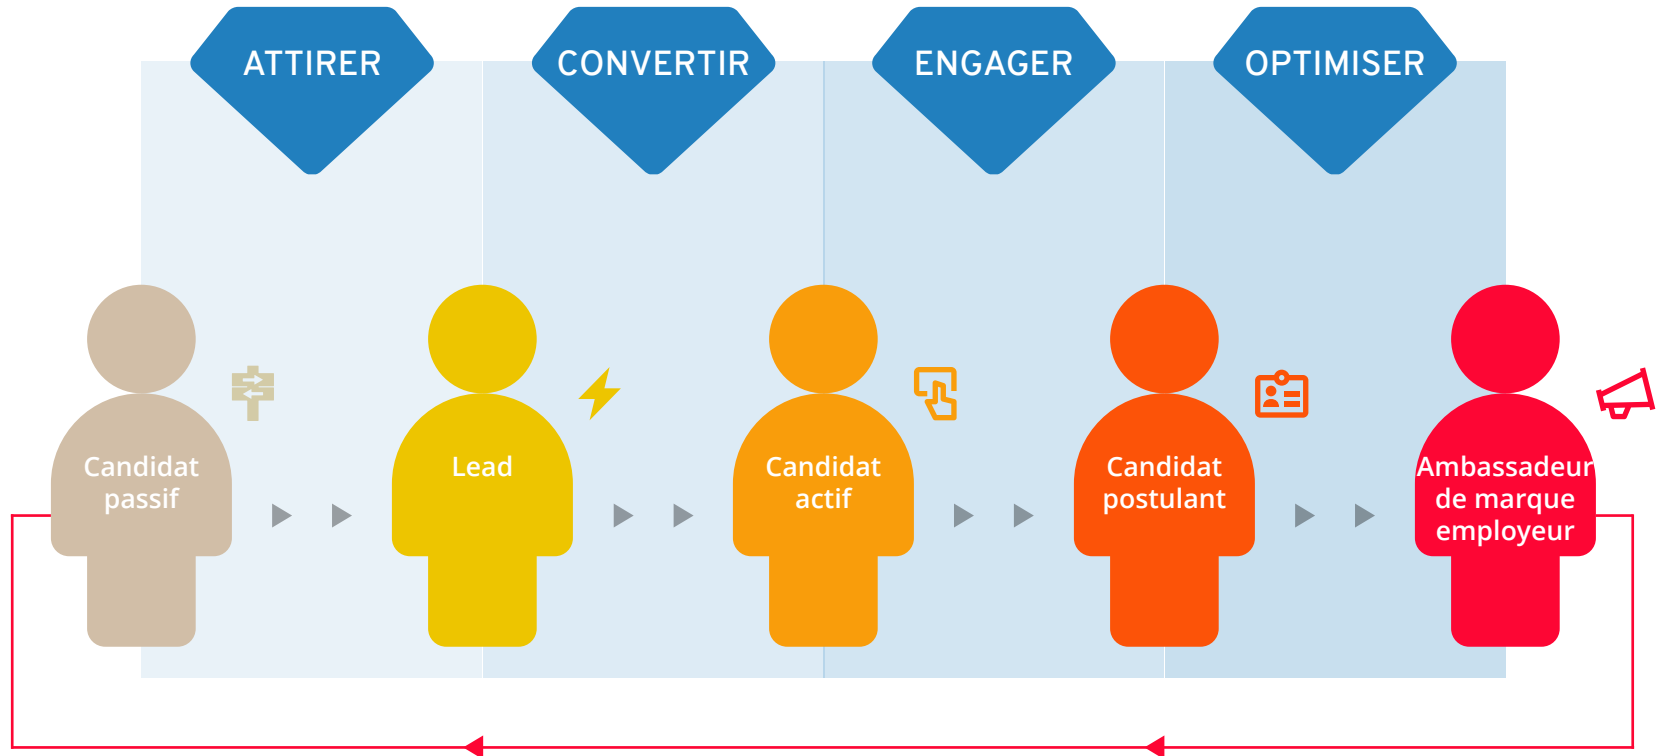 ATTIRER
CONVERTIR
ENGAGER
OPTIMISER
Candidat
passif
Lead
Candidat
actif
Candidat
postulant
Ambassadeur
de marque
employeur